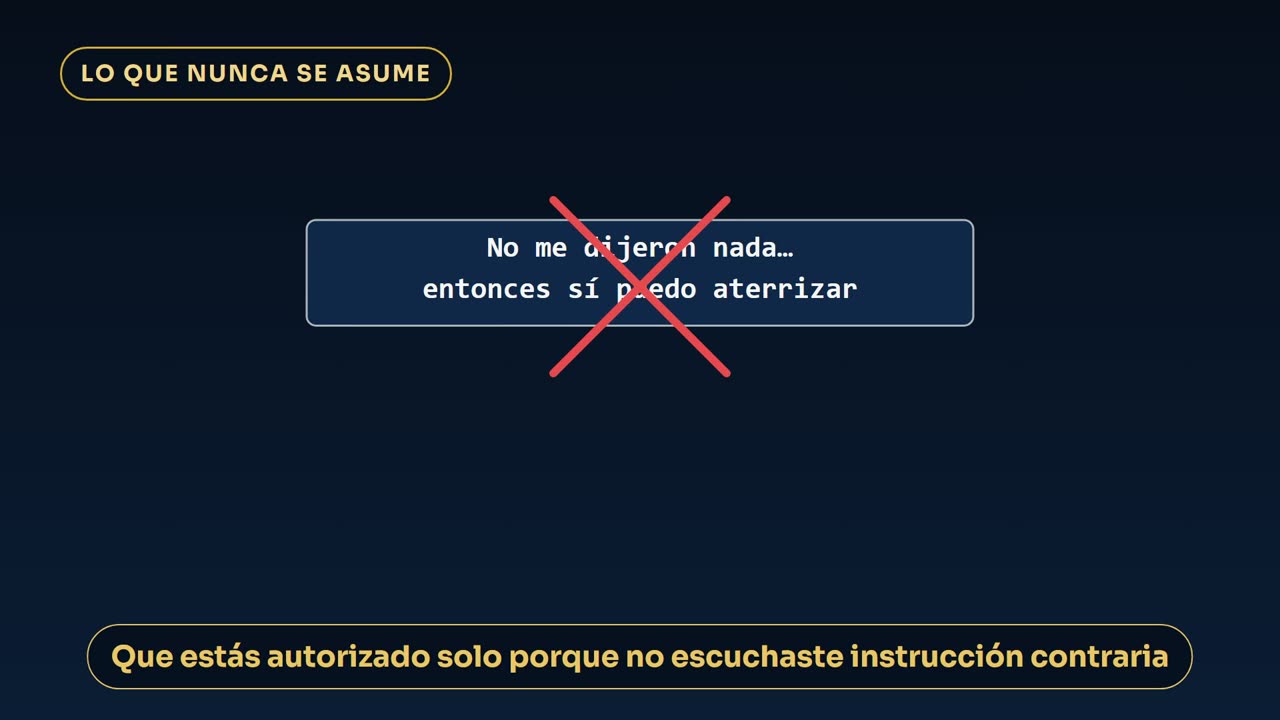 LO QUE NUNCA SE ASUME
No me dijeron nada…
entonces sí puedo aterrizar
Que estás autorizado solo porque no escuchaste instrucción contraria